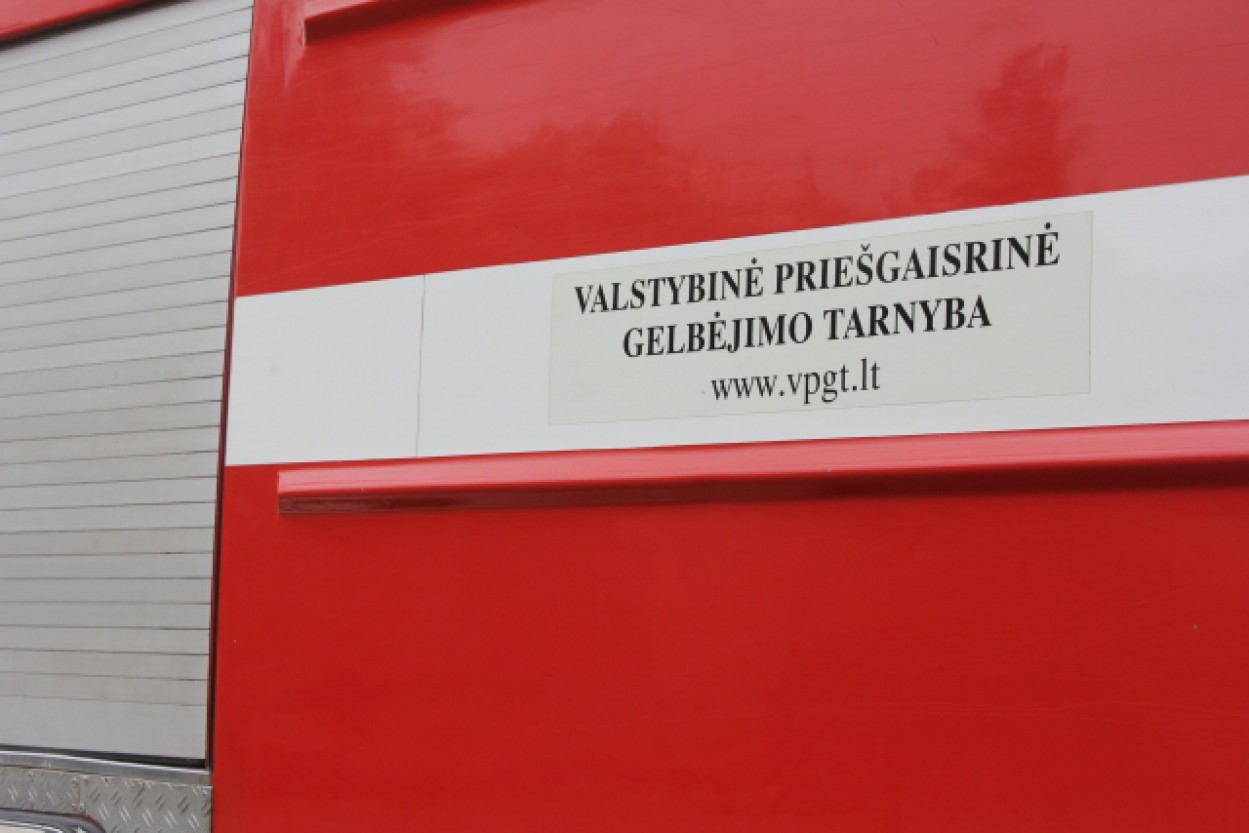 VALSTYBINĖ PRIEŠGAISRINĖ
GELBĖJIMO TARNYBA
www.vpgt.lt